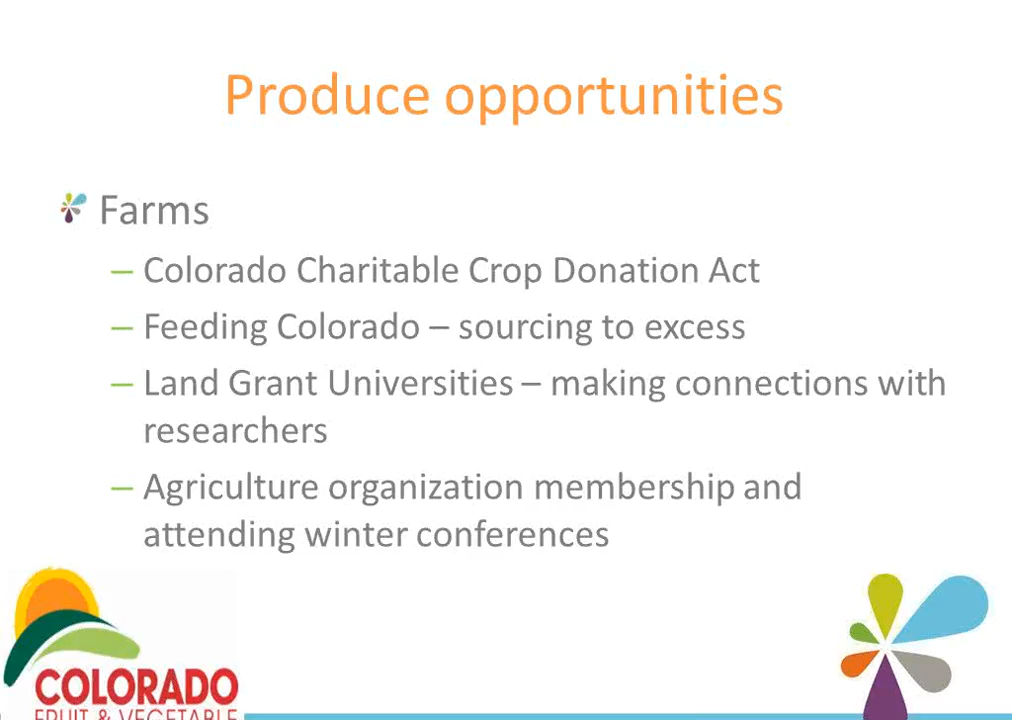 Produce opportunities
Farms
– Colorado Charitable Crop Donation Act
– Feeding Colorado – sourcing to excess
– Land Grant Universities – making connections with
researchers
– Agriculture organization membership and
attending winter conferences
COLORADO
FRUIT & VEGETABLE